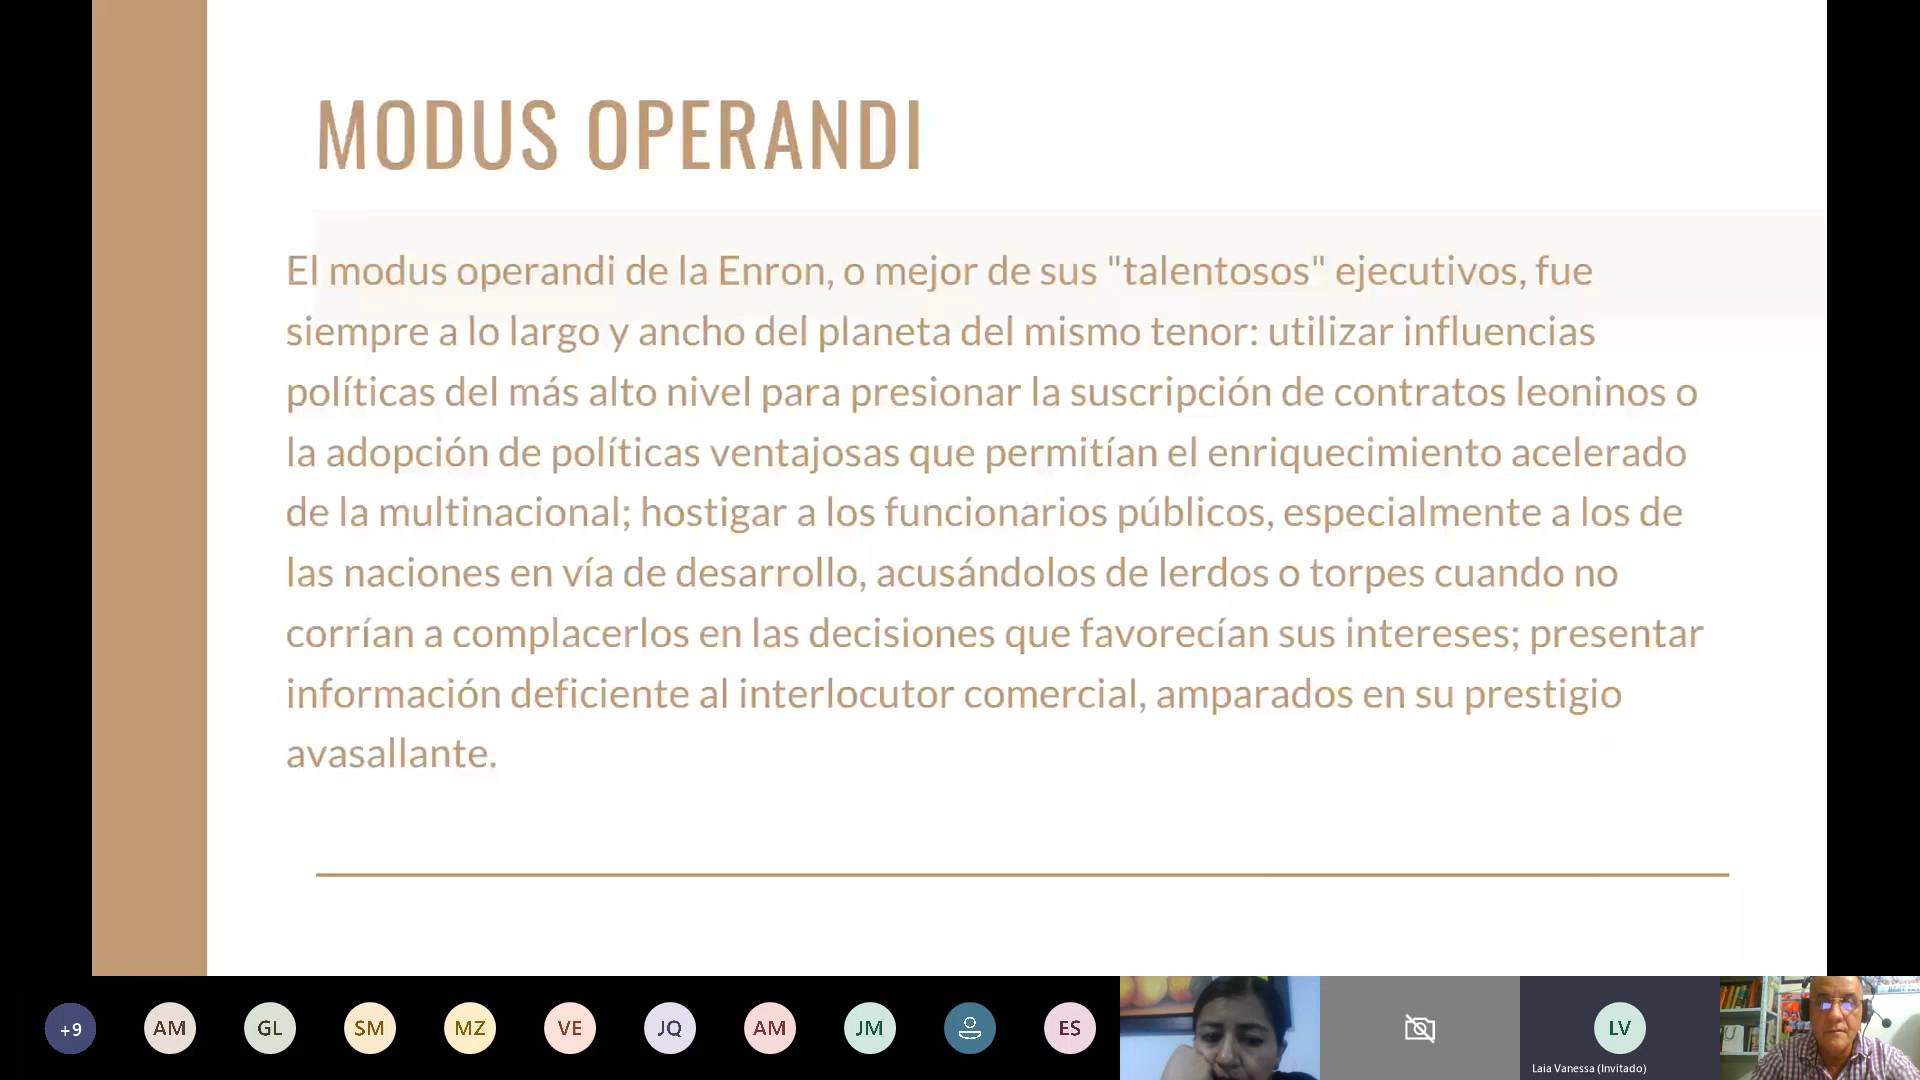 MODUS OPERANDI
El modus operandi de la Enron, o mejor de sus "talentosos" ejecutivos, fue
siempre a lo largo y ancho del planeta del mismo tenor: utilizar influencias
políticas del más alto nivel para presionar la suscripción de contratos leoninos o
la adopción de políticas ventajosas que permitían el enriquecimiento acelerado
de la multinacional; hostigar a los funcionarios públicos, especialmente a los de
las naciones en vía de desarrollo, acusándolos de lerdos o torpes cuando no
corrían a complacerlos en las decisiones que favorecían sus intereses; presentar
información deficiente al interlocutor comercial, amparados en su prestigio
avasallante.
+9 AM GL SM MZ VE JQ AM JM ES LV
Laia Vanessa (Invitado)